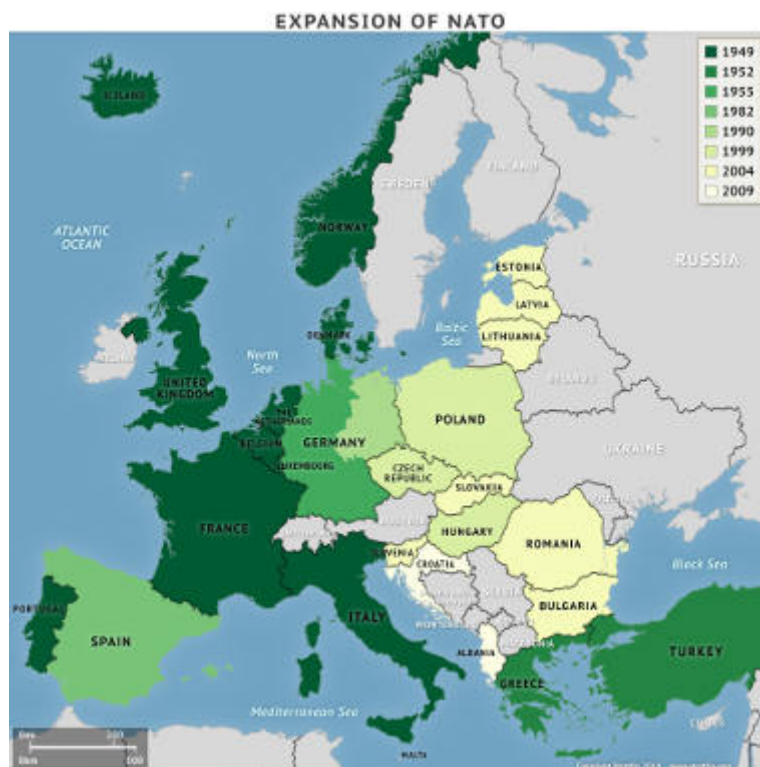 EXPANSION OF NATO
1949
1952
1955
1982
1990
1999
2004
2009
ICELAND
SWEDEN
FINLAND
NORWAY
ATLANTIC
OCEAN
RUSSIA
ESTONIA
LATVIA
LITHUANIA
Baltic
Sea
DENMARK
North
Sea
UNITED
KINGDOM
BELARUS
NETHERLANDS
BELGIUM
GERMANY
POLAND
LUXEMBOURG
CZECH
REPUBLIC
UKRAINE
SLOVAKIA
FRANCE
HUNGARY
ROMANIA
SLOVENIA
CROATIA
SERBIA
Black Sea
BULGARIA
PORTUGAL
SPAIN
ITALY
ALBANIA
GREECE
TURKEY
Mediterranean Sea
MALTA